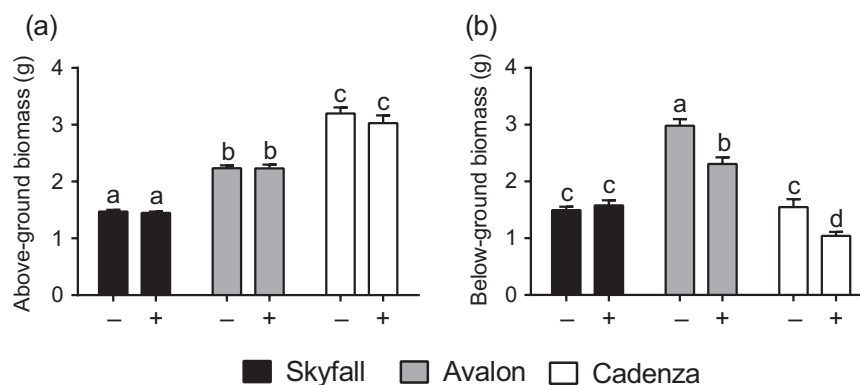 (a)
Above-ground biomass (g)
4
3
2
1
0
a
a
b
b
c
c
–
+
–
+
–
+
(b)
Below-ground biomass (g)
4
3
2
1
0
c
c
a
b
c
d
–
+
–
+
–
+
Skyfall
Avalon
Cadenza